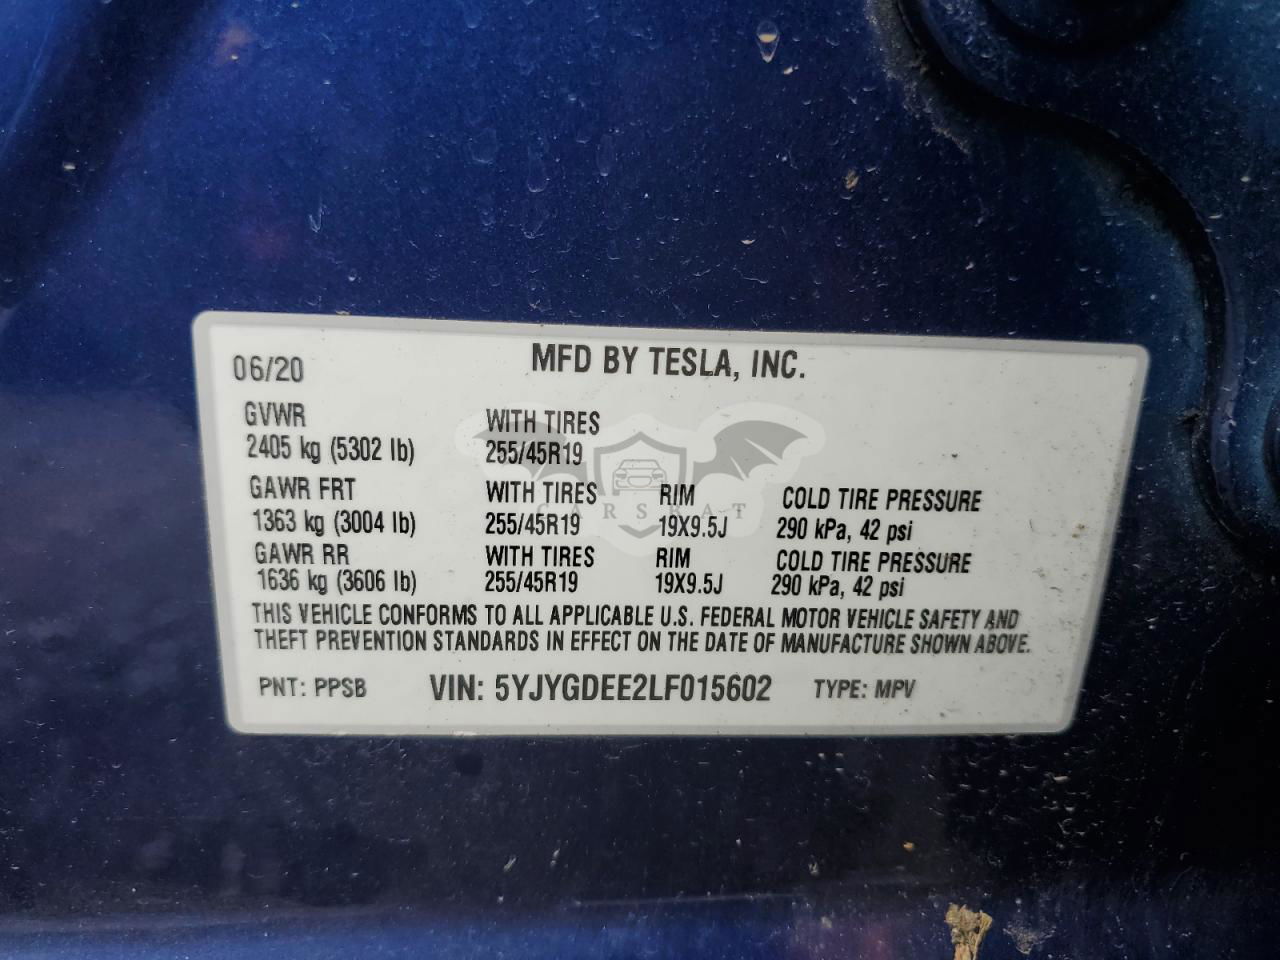 06/20 MFD BY TESLA, INC.
GVWR WITH TIRES
2405 kg (5302 lb) 255/45R19
GAWR FRT WITH TIRES RIM COLD TIRE PRESSURE
1363 kg (3004 lb) 255/45R19 19X9.5J 290 kPa, 42 psi
GAWR RR WITH TIRES RIM COLD TIRE PRESSURE
1636 kg (3606 lb) 255/45R19 19X9.5J 290 kPa, 42 psi
THIS VEHICLE CONFORMS TO ALL APPLICABLE U.S. FEDERAL MOTOR VEHICLE SAFETY AND
THEFT PREVENTION STANDARDS IN EFFECT ON THE DATE OF MANUFACTURE SHOWN ABOVE.
PNT: PPSB VIN: 5YJYGDEE2LF015602 TYPE: MPV
CARSBAT